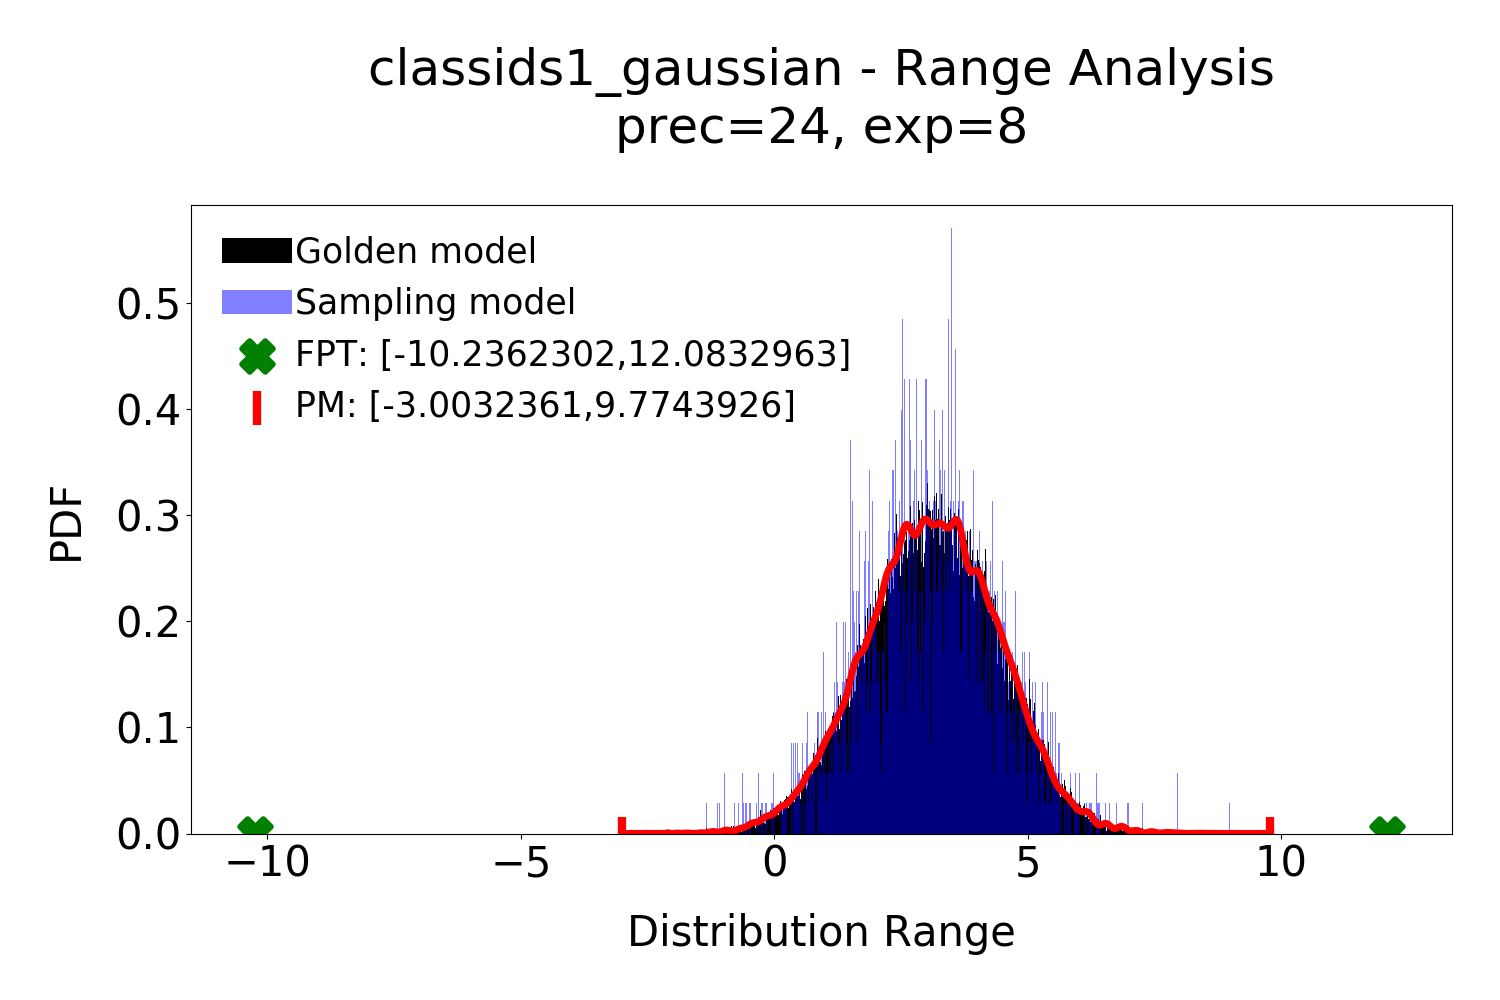 classids1_gaussian - Range Analysis
prec=24, exp=8
Golden model
Sampling model
FPT: [-10.2362302,12.0832963]
PM: [-3.0032361,9.7743926]
PDF
0.5
0.4
0.3
0.2
0.1
0.0
−10 −5 0 5 10
Distribution Range